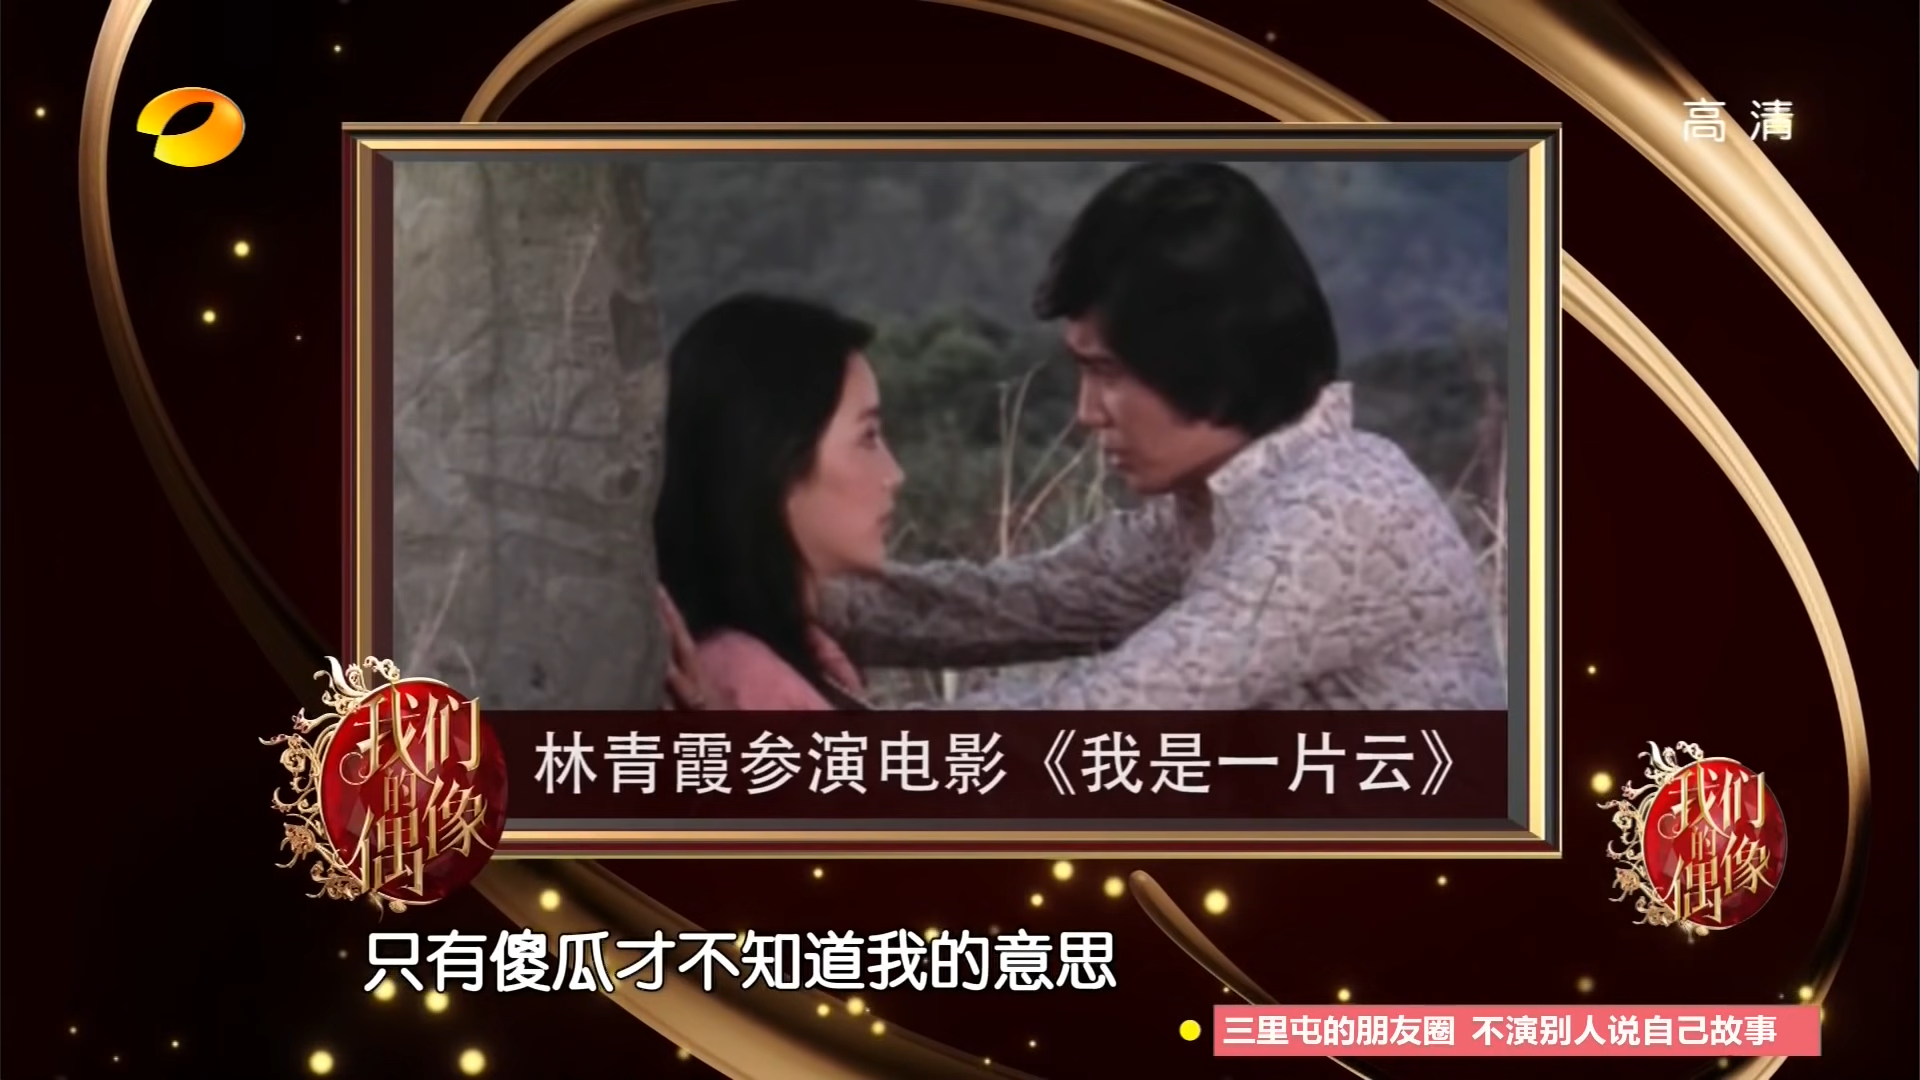 高清
林青霞参演电影《我是一片云》
我们的偶像
我们的偶像
只有傻瓜才不知道我的意思
三里屯的朋友圈 不演别人说自己故事